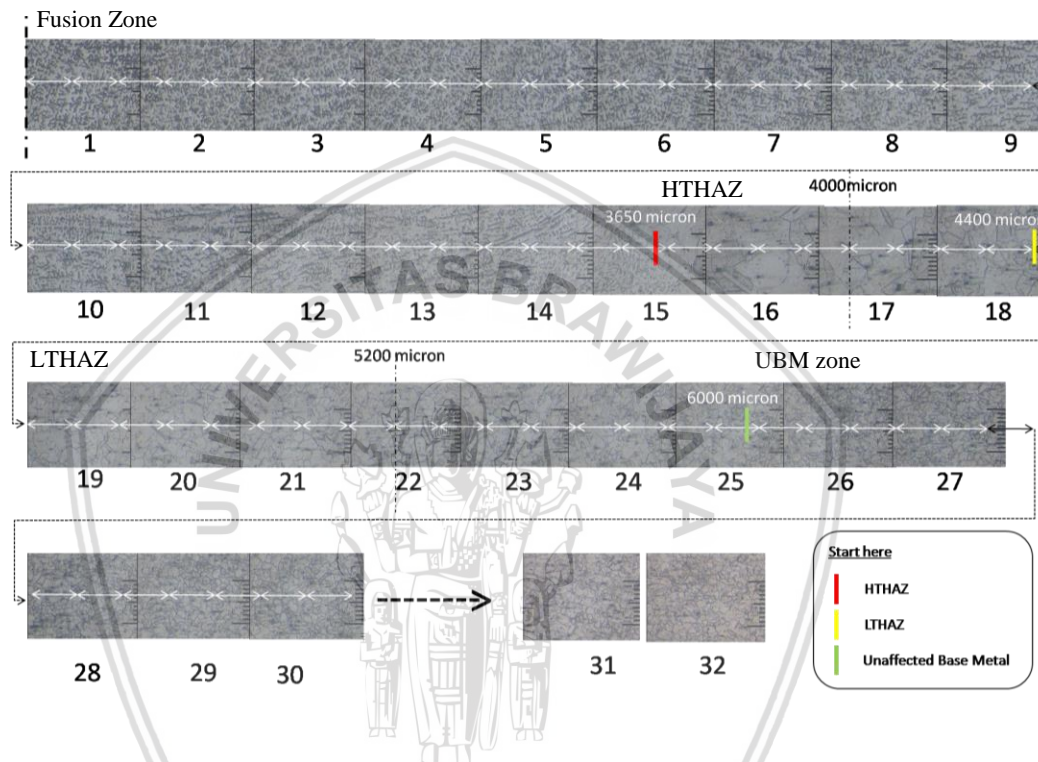 Fusion Zone
1 2 3 4 5 6 7 8 9
HTHAZ
4000micron
3650 micron
4400 micron
10 11 12 13 14 15 16 17 18
LTHAZ
5200 micron
UBM zone
6000 micron
19 20 21 22 23 24 25 26 27
28 29 30 31 32
Start here
HTHAZ
LTHAZ
Unaffected Base Metal
UNIVERSITAS BRAWIJAYA